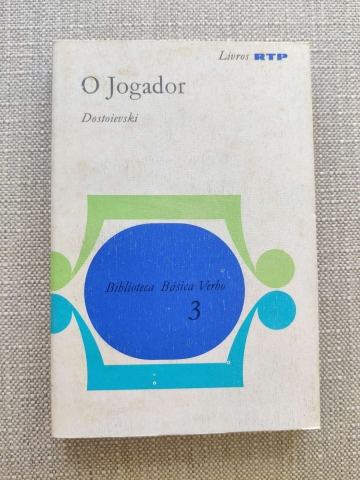 Livros RTP
O Jogador
Dostoievski
Biblioteca Básica Verbo
3